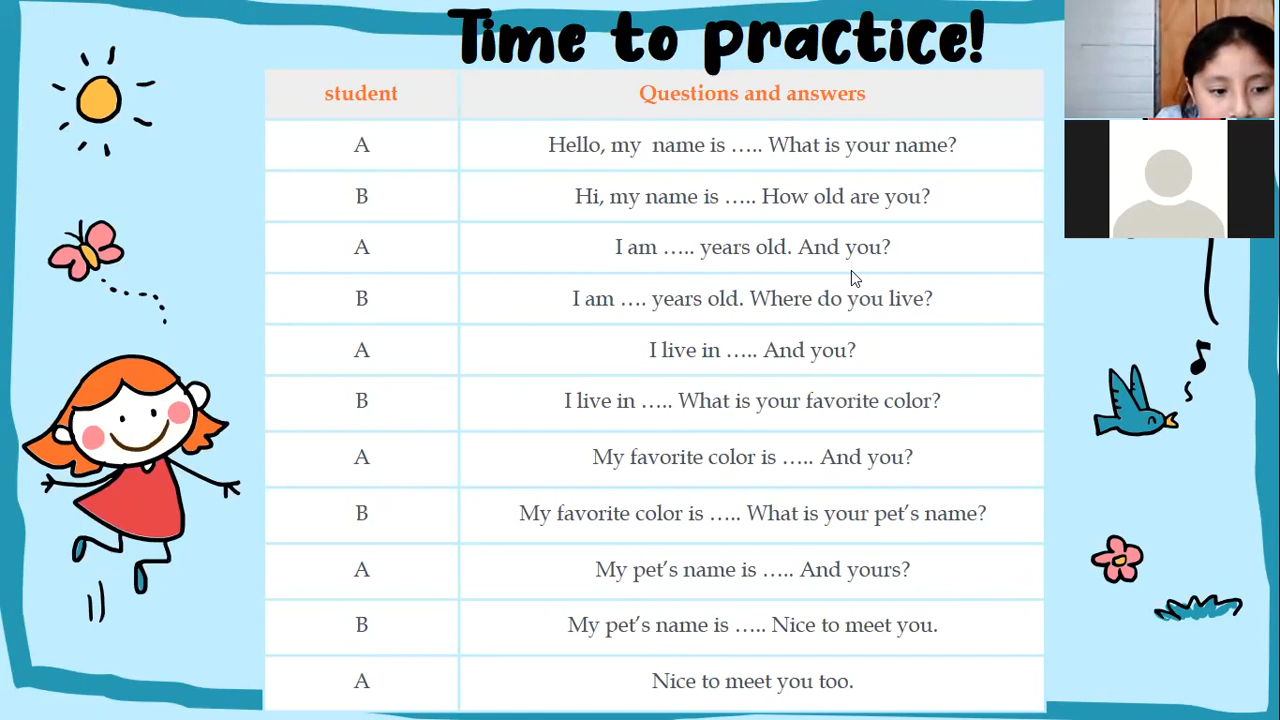 Time to practice!
student Questions and answers
A Hello, my name is ….. What is your name?
B Hi, my name is ….. How old are you?
A I am ….. years old. And you?
B I am …. years old. Where do you live?
A I live in ….. And you?
B I live in ….. What is your favorite color?
A My favorite color is ….. And you?
B My favorite color is ….. What is your pet’s name?
A My pet’s name is ….. And yours?
B My pet’s name is ….. Nice to meet you.
A Nice to meet you too.